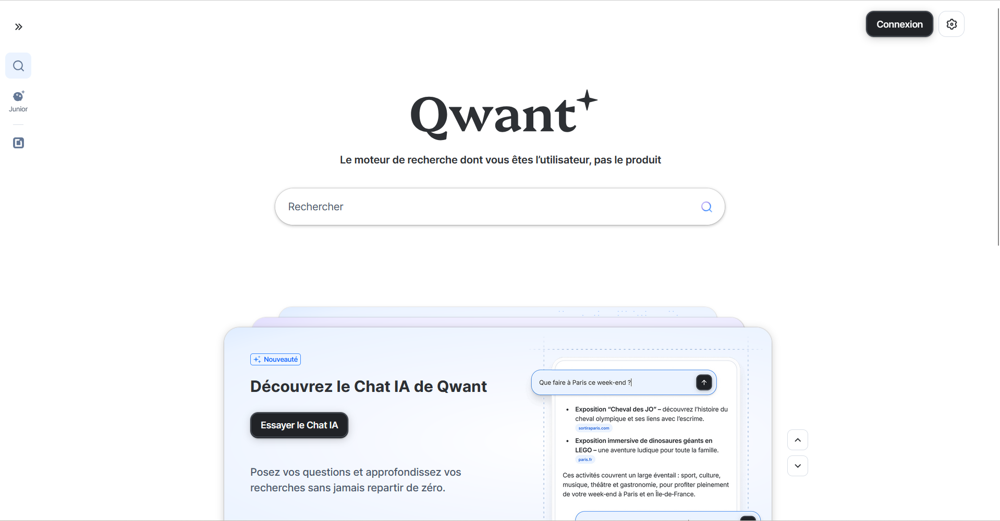 Connexion
Junior
Qwant
Le moteur de recherche dont vous êtes l’utilisateur, pas le produit
Rechercher
Nouveauté
Découvrez le Chat IA de Qwant
Essayer le Chat IA
Posez vos questions et approfondissez vos
recherches sans jamais repartir de zéro.
Que faire à Paris ce week-end ?
• Exposition “Cheval des JO” – découvrez l’histoire du
cheval olympique et ses liens avec l’escrime.
sortiraparis.com
• Exposition immersive de dinosaures géants en
LEGO – une aventure ludique pour toute la famille.
paris.fr
Ces activités couvrent un large éventail : sport, culture,
musique, théâtre et gastronomie, pour profiter pleinement
de votre week-end à Paris et en Île-de-France.